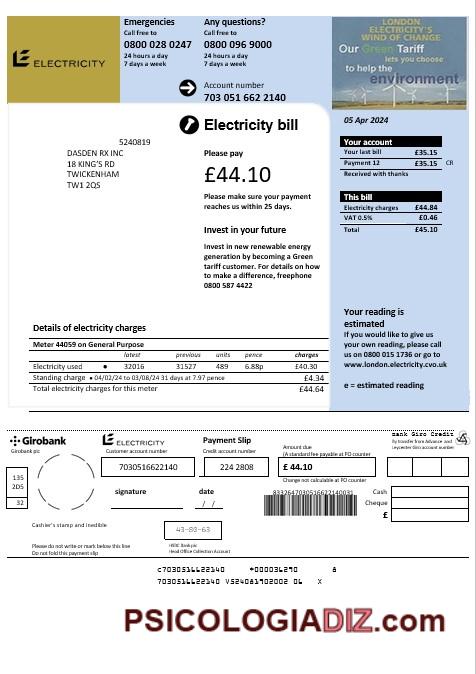 Emergencies
Call free to
0800 028 0247
24 hours a day
7 days a week
Any questions?
Call free to
0800 096 9000
24 hours a day
7 days a week
Account number
703 051 662 2140
ELECTRICITY
LONDON
ELECTRICITY'S
WIND OF CHANGE
Our Green Tariff
lets you choose
to help the
environment
05 Apr 2024
Electricity bill
5240819
DASDEN RX INC
18 KING'S RD
TWICKENHAM
TW1 2QS
Please pay
£44.10
Please make sure your payment
reaches us within 25 days.
Invest in your future
Invest in new renewable energy
generation by becoming a Green
tariff customer. For details on how
to make a difference, freephone
0800 587 4422
Your account
Your last bill £35.15
Payment 12 £35.15 CR
Received with thanks
This bill
Electricity charges £44.84
VAT 0.5% £0.46
Total £45.10
Your reading is
estimated
If you would like to give us
your own reading, please call
us on 0800 015 1736 or go to
www.london.electricity.cvo.uk
e = estimated reading
Details of electricity charges
Meter 44059 on General Purpose
latest previous units pence charges
Electricity used • 32016 31527 489 6.88p £40.30
Standing charge • 04/02/24 to 03/08/24 31 days at 7.97 pence £4.34
Total electricity charges for this meter £44.64
Girobank
Girobank plc
ELECTRICITY
Customer account number
7030516622140
Payment Slip
Credit account number
224 2808
Amount due
(A standard fee payable at PO counter
£ 44.10
Change not calculable at PO counter
Bank Giro Credit
By transfer from Advance and
Leycenter Giro account number
135
2DS
32
signature
date
/ /
8332647030516622140031
Cash
Cheque
£
Cashier's stamp and inedible
43-80-63
HSBC Bank plc
Head Office Collection Account
Please do not write or mark below this line
Do not fold this payment slip
c7030516622140 +000036290 8
7030516622140 V524081902002 06 X
PSICOLOGIADIZ.com